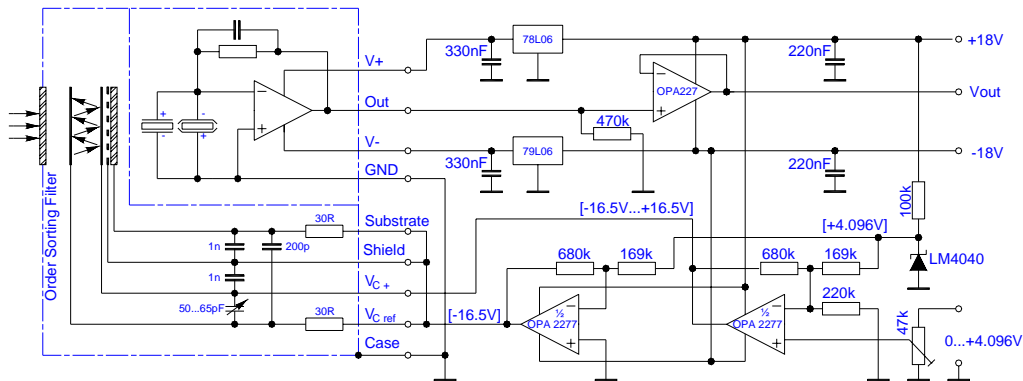 330nF
78L06
220nF
+18V
V+
+
-
-
+
−
+
Out
−
+
OPA227
Vout
470k
V-
330nF
79L06
220nF
-18V
GND
Order Sorting Filter
Substrate
30R
1n
200p
Shield
1n
VC +
50...65pF
30R
VC ref
Case
[-16.5V...+16.5V]
[+4.096V]
100k
680k
169k
680k
169k
LM4040
220k
[-16.5V]
½
OPA 2277
−
+
½
OPA 2277
−
+
47k
0...+4.096V